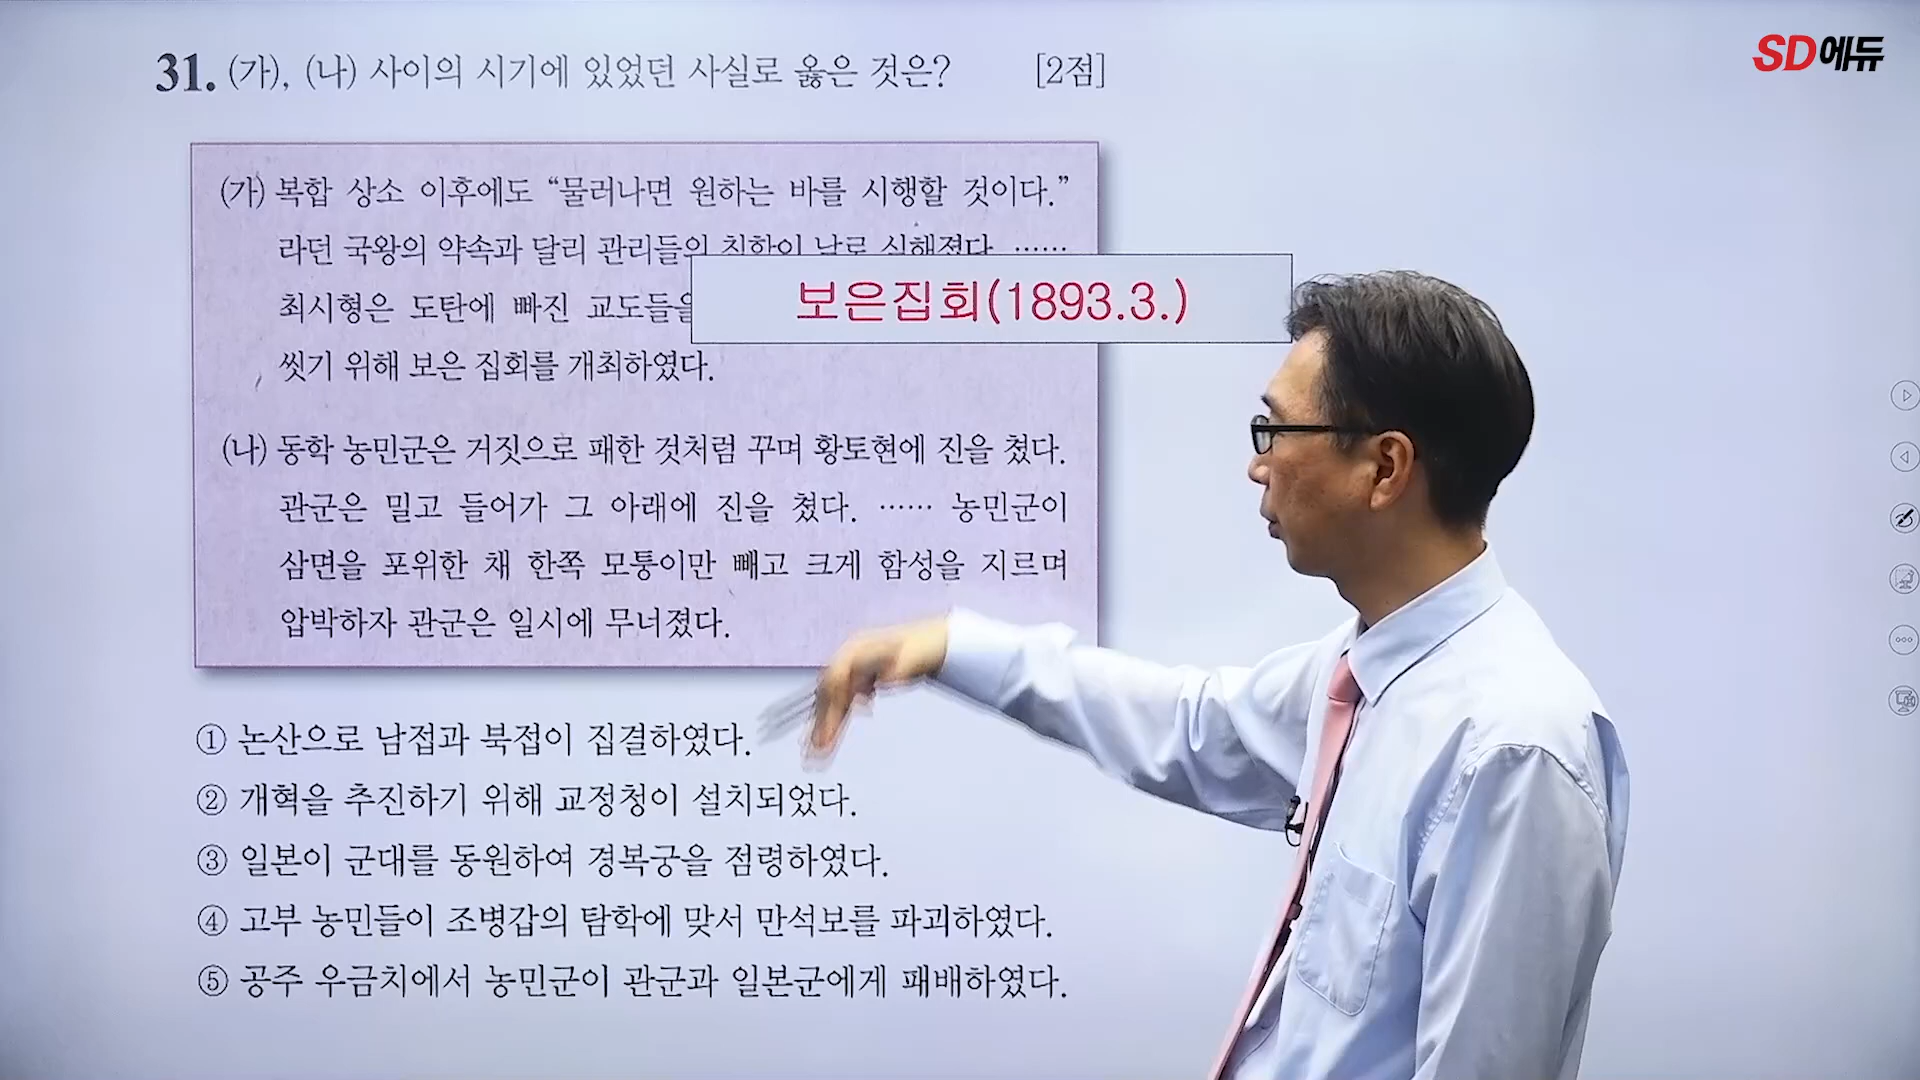 SD에듀
31. (가), (나) 사이의 시기에 있었던 사실로 옳은 것은? [2점]
(가) 복합 상소 이후에도 “물러나면 원하는 바를 시행할 것이다.”
라던 국왕의 약속과 달리 관리들의 침학이 날로 심해졌다. ……
최시형은 도탄에 빠진 교도들을
보은집회(1893.3.)
씻기 위해 보은 집회를 개최하였다.
(나) 동학 농민군은 거짓으로 패한 것처럼 꾸며 황토현에 진을 쳤다.
관군은 밀고 들어가 그 아래에 진을 쳤다. …… 농민군이
삼면을 포위한 채 한쪽 모퉁이만 빼고 크게 함성을 지르며
압박하자 관군은 일시에 무너졌다.
① 논산으로 남접과 북접이 집결하였다.
② 개혁을 추진하기 위해 교정청이 설치되었다.
③ 일본이 군대를 동원하여 경복궁을 점령하였다.
④ 고부 농민들이 조병갑의 탐학에 맞서 만석보를 파괴하였다.
⑤ 공주 우금치에서 농민군이 관군과 일본군에게 패배하였다.